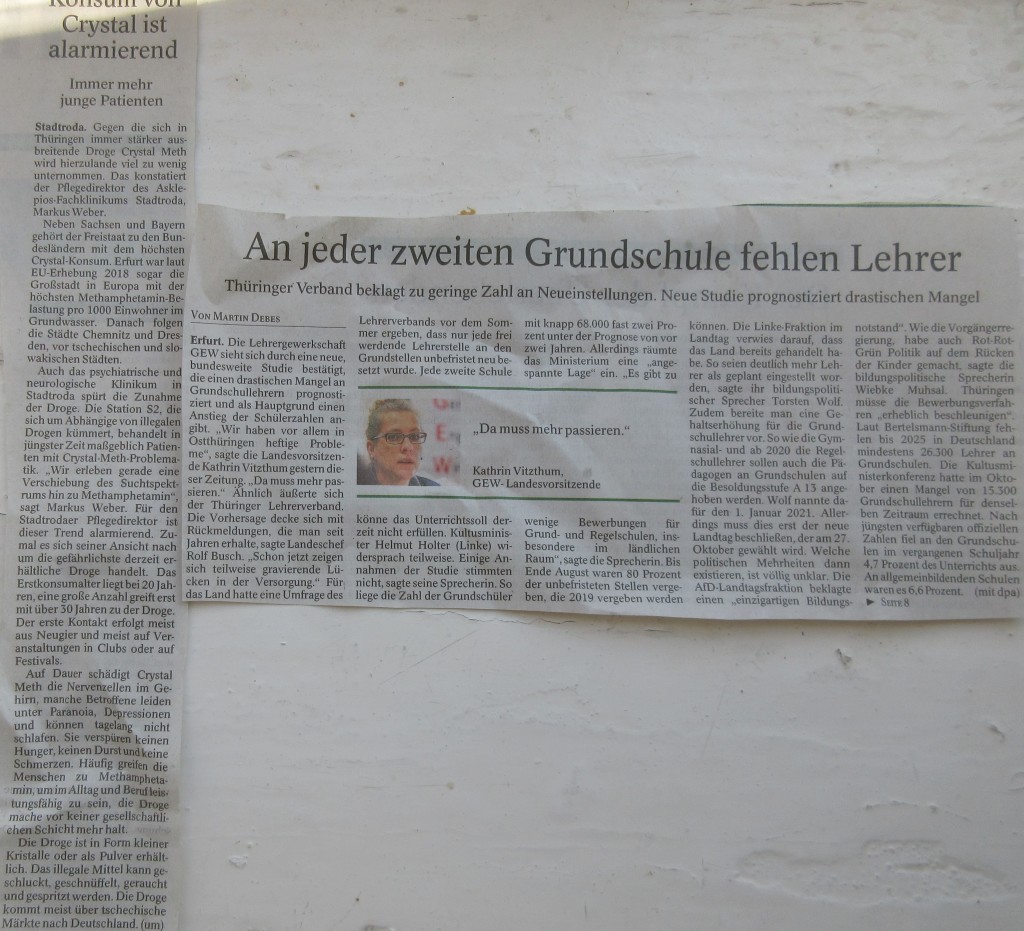 Konsum von
Crystal ist
alarmierend
Immer mehr
junge Patienten
Stadtroda. Gegen die sich in
Thüringen immer stärker aus-
breitende Droge Crystal Meth
wird hierzulande viel zu wenig
unternommen. Das konstatiert
der Pflegedirektor des Askle-
pios-Fachklinikums Stadtroda,
Markus Weber.
Neben Sachsen und Bayern
gehört der Freistaat zu den Bun-
desländern mit dem höchsten
Crystal-Konsum. Erfurt war laut
EU-Erhebung 2018 sogar die
Großstadt in Europa mit der
höchsten Methamphetamin-Be-
lastung pro 1000 Einwohner im
Grundwasser. Danach folgen
die Städte Chemnitz und Dres-
den, vor tschechischen und slo-
wakischen Städten.
Auch das psychiatrische und
neurologische Klinikum in
Stadtroda spürt die Zunahme
der Droge. Die Station S2, die
sich um Abhängige von illegalen
Drogen kümmert, behandelt in
jüngster Zeit maßgeblich Patien-
ten mit Crystal-Meth-Problema-
tik. „Wir erleben gerade eine
Verschiebung des Suchtspekt-
rums hin zu Methamphetamin“,
sagt Markus Weber. Für den
Stadtrodaer Pflegedirektor ist
dieser Trend alarmierend. Zu-
mal es sich seiner Ansicht nach
um die gefährlichste derzeit er-
hältliche Droge handelt. Das
Erstkonsumalter liegt bei 20 Jah-
ren, eine große Anzahl greift erst
mit über 30 Jahren zu der Droge.
Der erste Kontakt erfolgt meist
aus Neugier und meist auf Ver-
anstaltungen in Clubs oder auf
Festivals.
Auf Dauer schädigt Crystal
Meth die Nervenzellen im Ge-
hirn, manche Betroffene leiden
unter Paranoia, Depressionen
und können tagelang nicht
schlafen. Sie verspüren keinen
Hunger, keinen Durst und keine
Schmerzen. Häufig greifen die
Menschen zu Methampheta-
min, um im Alltag und Beruf leis-
tungsfähig zu sein, die Droge
mache vor keiner gesellschaftli-
chen Schicht mehr halt.
Die Droge ist in Form kleiner
Kristalle oder als Pulver erhält-
lich. Das illegale Mittel kann ge-
schluckt, geschnüffelt, geraucht
und gespritzt werden. Die Droge
kommt meist über tschechische
Märkte nach Deutschland. (um)
An jeder zweiten Grundschule fehlen Lehrer
Thüringer Verband beklagt zu geringe Zahl an Neueinstellungen. Neue Studie prognostiziert drastischen Mangel
VON MARTIN DEBES
Erfurt. Die Lehrergewerkschaft
GEW sieht sich durch eine neue,
bundesweite Studie bestätigt,
die einen drastischen Mangel an
Grundschullehrern prognosti-
ziert und als Hauptgrund einen
Anstieg der Schülerzahlen an-
gibt. „Wir haben vor allem in
Ostthüringen heftige Proble-
me“, sagte die Landesvorsitzen-
de Kathrin Vitzthum gestern die-
ser Zeitung. „Da muss mehr pas-
sieren.“ Ähnlich äußerte sich
der Thüringer Lehrerverband.
Die Vorhersage decke sich mit
Rückmeldungen, die man seit
Jahren erhalte, sagte Landeschef
Rolf Busch. „Schon jetzt zeigen
sich teilweise gravierende Lü-
cken in der Versorgung.“ Für
das Land hatte eine Umfrage des
Lehrerverbands vor dem Som-
mer ergeben, dass nur jede frei
werdende Lehrerstelle an den
Grundstellen unbefristet neu be-
setzt wurde. Jede zweite Schule
„Da muss mehr passieren.“
Kathrin Vitzthum,
GEW-Landesvorsitzende
könne das Unterrichtssoll der-
zeit nicht erfüllen. Kultusminis-
ter Helmut Holter (Linke) wi-
dersprach teilweise. Einige An-
nahmen der Studie stimmten
nicht, sagte seine Sprecherin. So
liege die Zahl der Grundschüler
mit knapp 68.000 fast zwei Pro-
zent unter der Prognose von vor
zwei Jahren. Allerdings räumte
das Ministerium eine „ange-
spannte Lage“ ein. „Es gibt zu
wenige Bewerbungen für
Grund- und Regelschulen, ins-
besondere im ländlichen
Raum“, sagte die Sprecherin. Bis
Ende August waren 80 Prozent
der unbefristeten Stellen verge-
ben, die 2019 vergeben werden
können. Die Linke-Fraktion im
Landtag verwies darauf, dass
das Land bereits gehandelt ha-
be. So seien deutlich mehr Leh-
rer als geplant eingestellt wor-
den, sagte ihr bildungspoliti-
scher Sprecher Torsten Wolf.
Zudem bereite man eine Ge-
haltserhöhung für die Grund-
schullehrer vor. So wie die Gym-
nasial- und ab 2020 die Regel-
schullehrer sollen auch die Pä-
dagogen an Grundschulen auf
die Besoldungsstufe A 13 ange-
hoben werden. Wolf nannte da-
für den 1. Januar 2021. Aller-
dings muss dies erst der neue
Landtag beschließen, der am 27.
Oktober gewählt wird. Welche
politischen Mehrheiten dann
existieren, ist völlig unklar. Die
AfD-Landtagsfraktion beklagte
einen „einzigartigen Bildungs-
notstand“. Wie die Vorgängerre-
gierung, habe auch Rot-Rot-
Grün Politik auf dem Rücken
der Kinder gemacht, sagte die
bildungspolitische Sprecherin
Wiebke Muhsal. Thüringen
müsse die Bewerbungsverfah-
ren „erheblich beschleunigen“.
Laut Bertelsmann-Stiftung feh-
len bis 2025 in Deutschland
mindestens 26.300 Lehrer an
Grundschulen. Die Kultusmi-
nisterkonferenz hatte im Okto-
ber einen Mangel von 15.300
Grundschullehrern für densel-
ben Zeitraum errechnet. Nach
jüngsten verfügbaren offiziellen
Zahlen fiel an den Grundschu-
len im vergangenen Schuljahr
4,7 Prozent des Unterrichts aus.
An allgemeinbildenden Schulen
waren es 6,6 Prozent. (mit dpa)
► SEITE 8